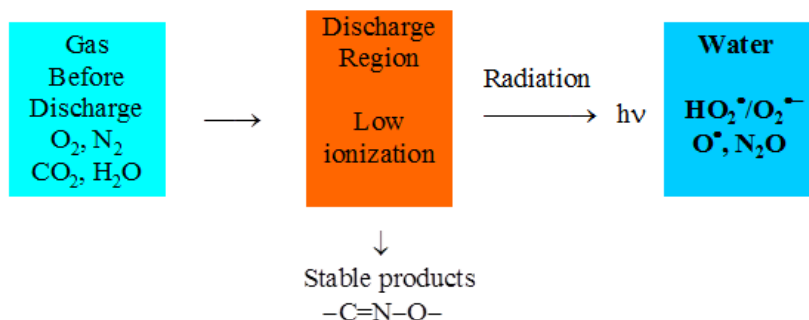 Gas
Before
Discharge
O₂, N₂
CO₂, H₂O
⟶
Discharge
Region
Low
ionization
Radiation
⟶ hν
Water
HO₂•/O₂•−
O•, N₂O
↓
Stable products
−C=N−O−